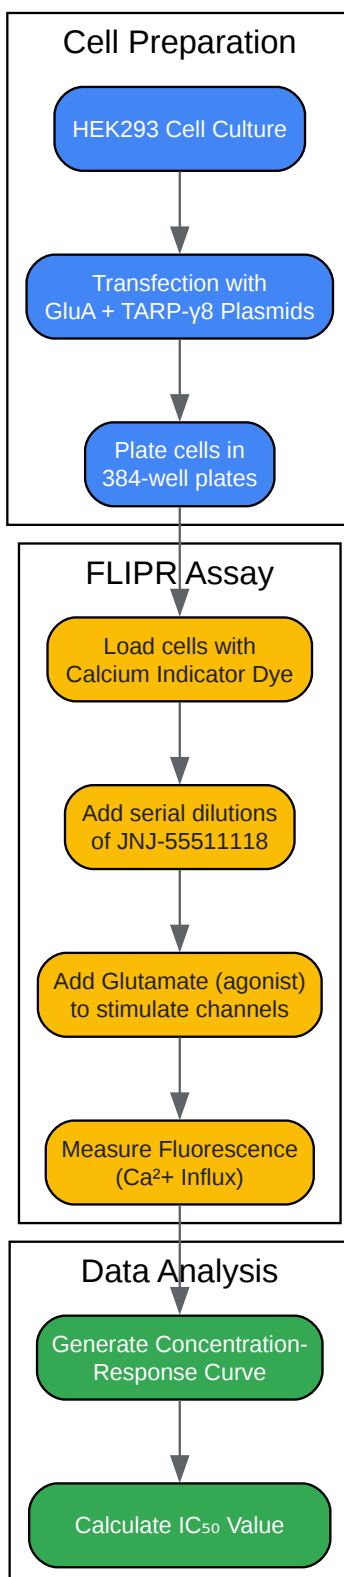 Cell Preparation
HEK293 Cell Culture
Transfection with
GluA + TARP-γ8 Plasmids
Plate cells in
384-well plates
FLIPR Assay
Load cells with
Calcium Indicator Dye
Add serial dilutions
of JNJ-55511118
Add Glutamate (agonist)
to stimulate channels
Measure Fluorescence
(Ca²+ Influx)
Data Analysis
Generate Concentration-
Response Curve
Calculate IC₅₀ Value